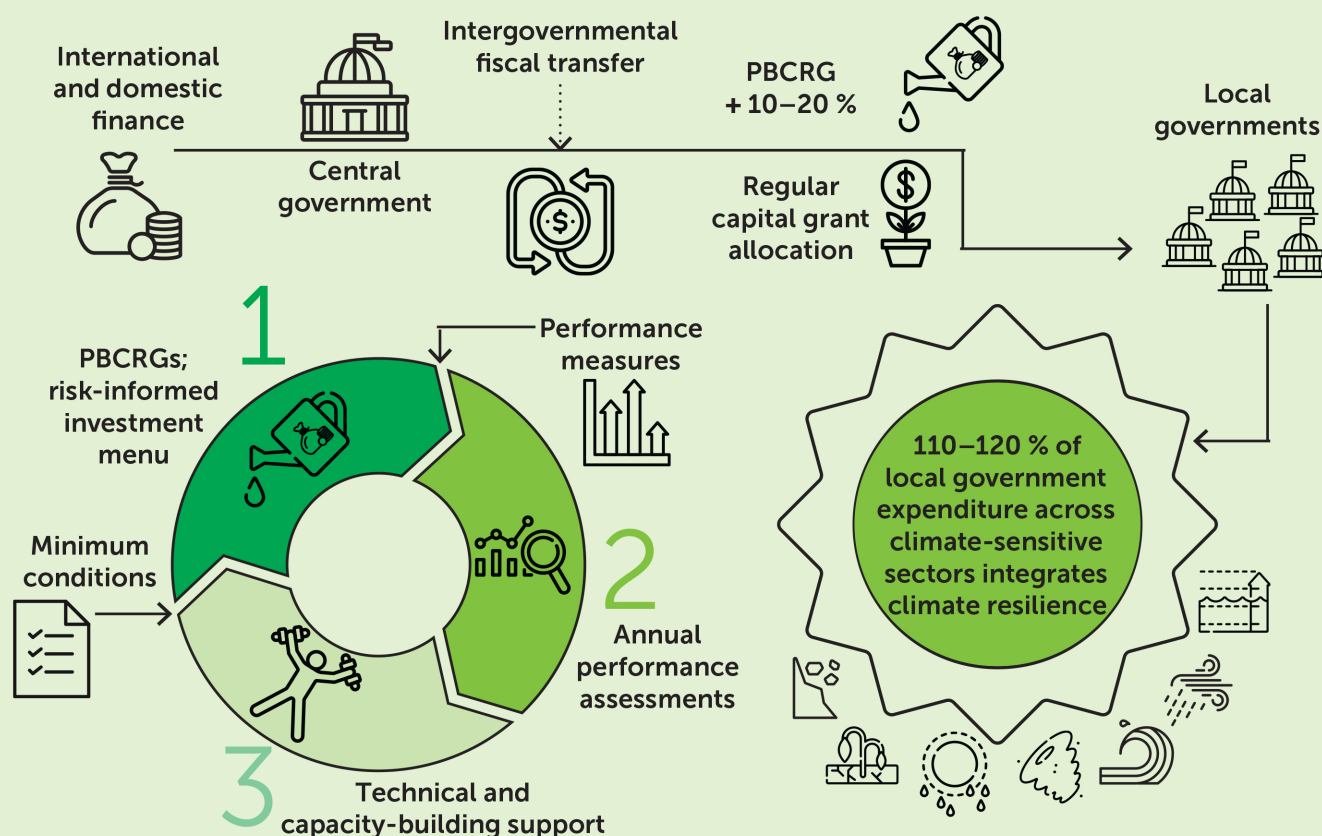 International
and domestic
finance
Central
government
Intergovernmental
fiscal transfer
$
PBCRG
+ 10–20 %
$
Regular
capital grant
allocation
Local
governments
1
PBCRGs;
risk-informed
investment
menu
Performance
measures
Minimum
conditions
2
Annual
performance
assessments
3
Technical and
capacity-building support
110–120 % of
local government
expenditure across
climate-sensitive
sectors integrates
climate resilience